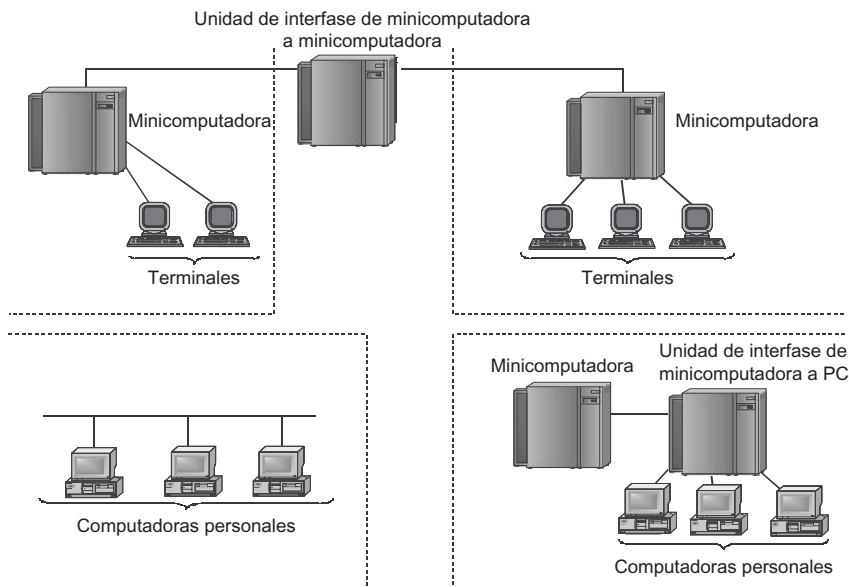 Unidad de interfase de minicomputadora
a minicomputadora
Minicomputadora
Minicomputadora
Terminales
Terminales
Minicomputadora
Unidad de interfase de
minicomputadora a PC
Computadoras personales
Computadoras personales